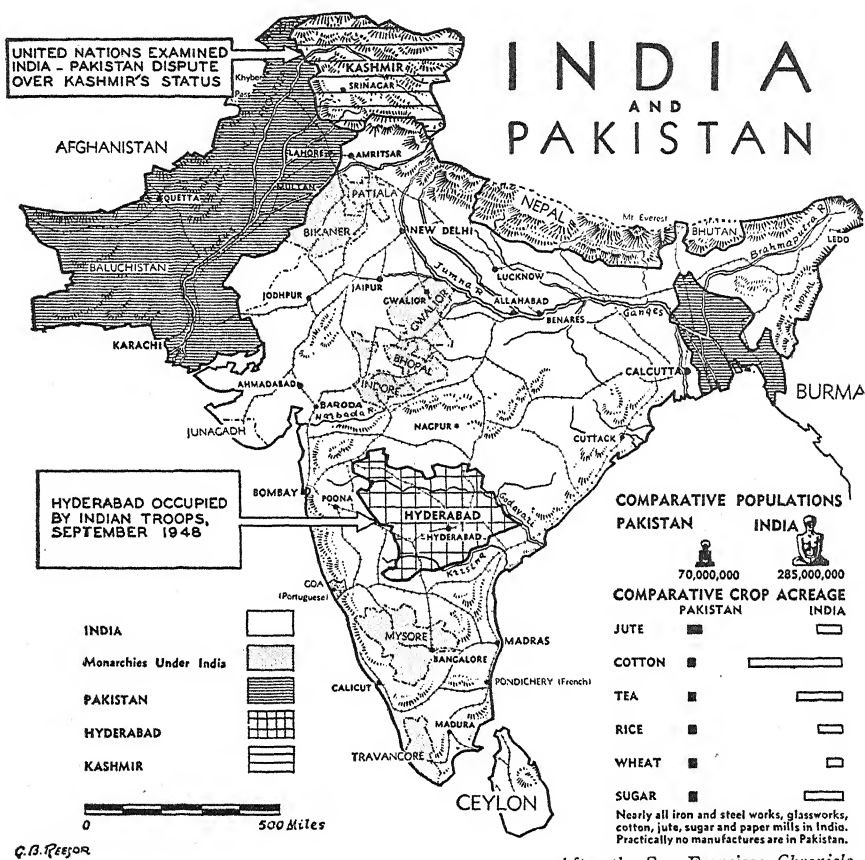 INDIA
AND
PAKISTAN
UNITED NATIONS EXAMINED
INDIA - PAKISTAN DISPUTE
OVER KASHMIR'S STATUS
Khyber
Pass
KASHMIR
SRINAGAR
AFGHANISTAN
LAHORE
AMRITSAR
MULTAN
QUETTA
PATIALA
BIKANER
NEW DELHI
NEPAL
Mt Everest
BHUTAN
Brahmaputra R
LEDO
Indus
BALUCHISTAN
Jumna R
LUCKNOW
IMPHAL
JODHPUR
JAIPUR
GWALIOR
GWALIOR
ALLAHABAD
BENARES
Ganges
KARACHI
BHOPAL
CALCUTTA
AHMADABAD
INDORE
BURMA
BARODA
Narbada R
JUNAGADH
NAGPUR
CUTTACK
HYDERABAD OCCUPIED
BY INDIAN TROOPS,
SEPTEMBER 1948
BOMBAY
POONA
Godavari
HYDERABAD
HYDERABAD
Kistna
GOA
(Portuguese)
MYSORE
MADRAS
BANGALORE
CALICUT
PONDICHERY (French)
MADURA
TRAVANCORE
CEYLON
INDIA
Monarchies Under India
PAKISTAN
HYDERABAD
KASHMIR
0 500 Miles
G.B. REESOR
COMPARATIVE POPULATIONS
PAKISTAN INDIA
70,000,000 285,000,000
COMPARATIVE CROP ACREAGE
PAKISTAN INDIA
JUTE
COTTON
TEA
RICE
WHEAT
SUGAR
Nearly all iron and steel works, glassworks,
cotton, jute, sugar and paper mills in India.
Practically no manufactures are in Pakistan.
After the San Francisco Chronicle